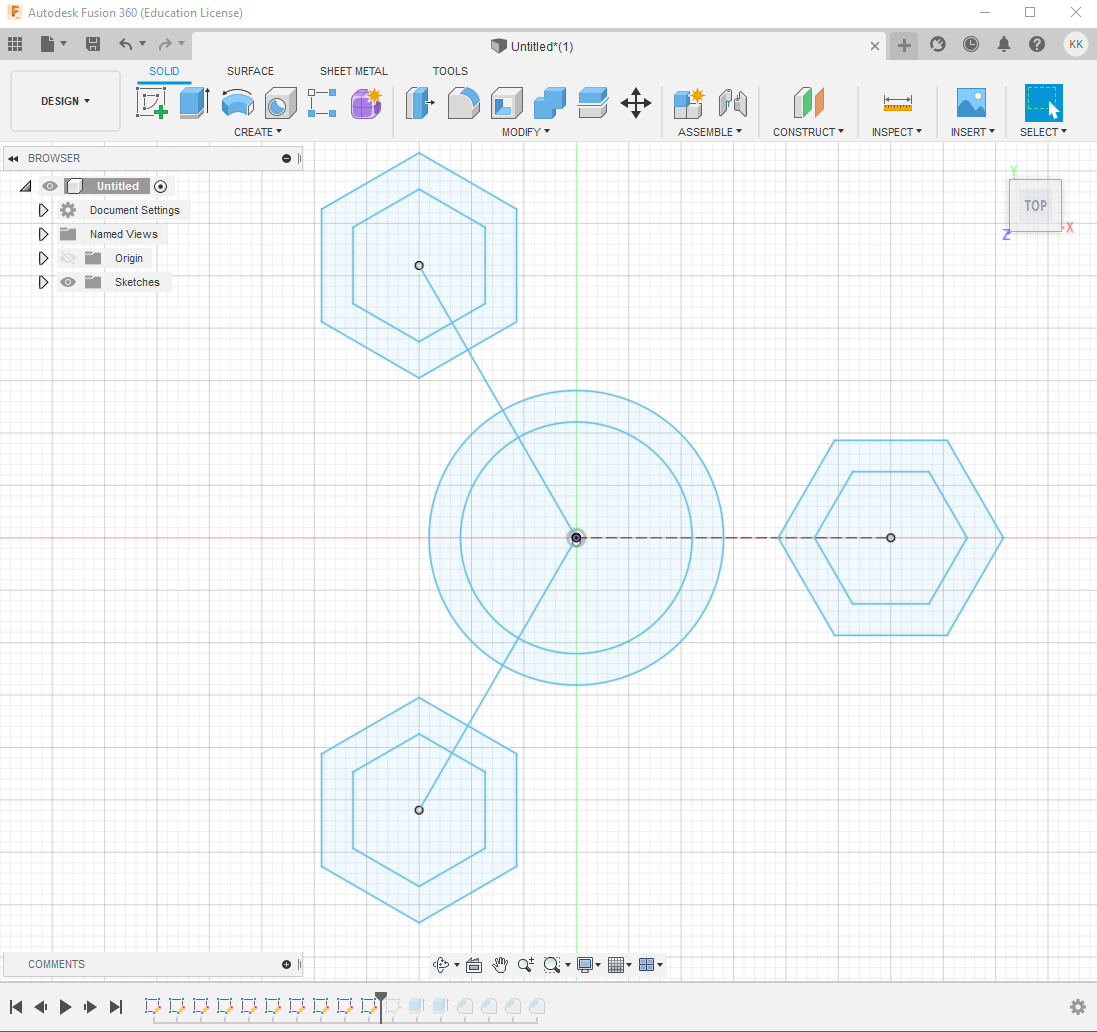 Autodesk Fusion 360 (Education License)
Untitled*(1)
KK
DESIGN
SOLID SURFACE SHEET METAL TOOLS
CREATE MODIFY ASSEMBLE CONSTRUCT INSPECT INSERT SELECT
BROWSER
Untitled
Document Settings
Named Views
Origin
Sketches
Y
TOP
X
Z
COMMENTS